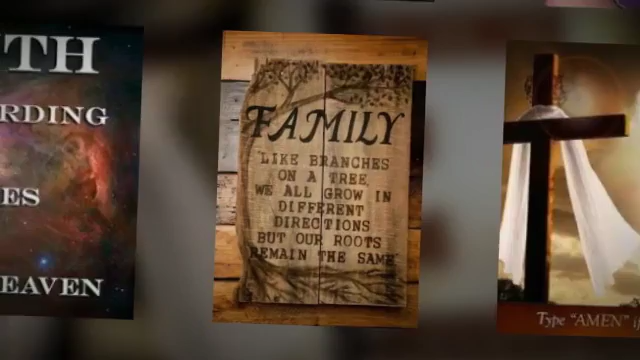 TH
RDING
ES
EAVEN
FAMILY
LIKE BRANCHES
ON A TREE,
WE ALL GROW IN
DIFFERENT
DIRECTIONS
BUT OUR ROOTS
REMAIN THE SAME
Type "AMEN" if